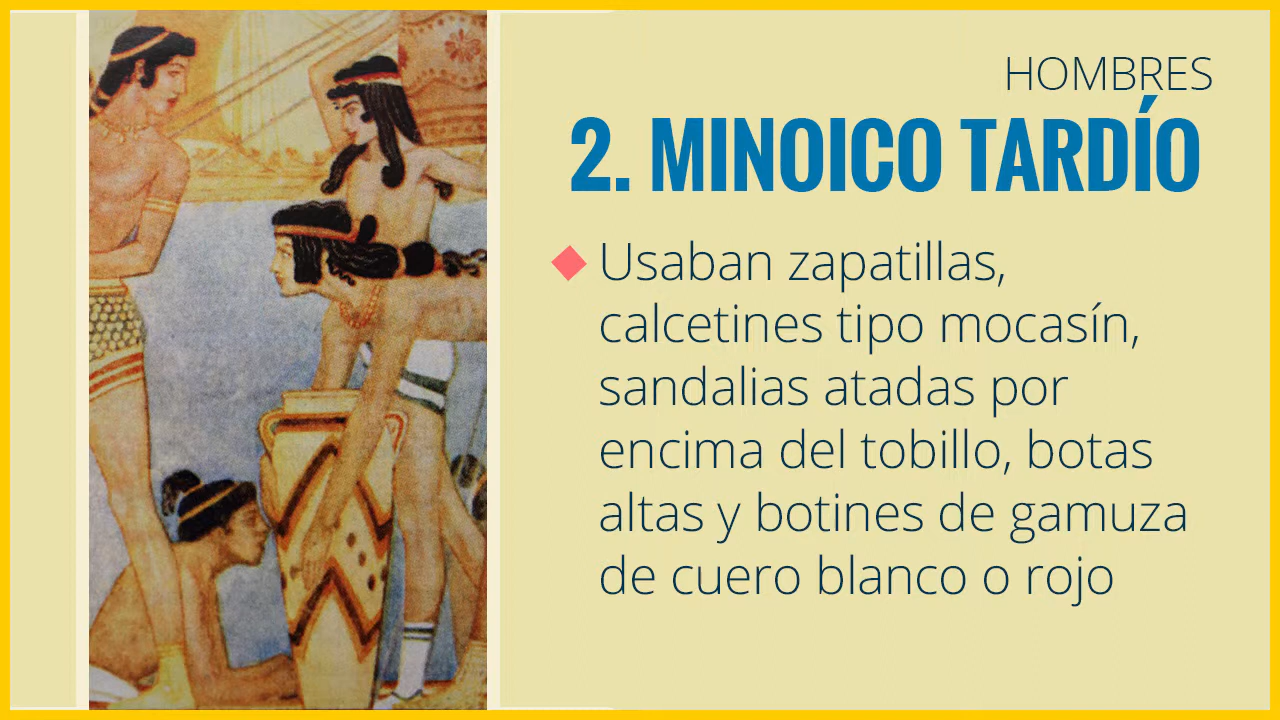 HOMBRES
2. MINOICO TARDÍO
Usaban zapatillas,
calcetines tipo mocasín,
sandalias atadas por
encima del tobillo, botas
altas y botines de gamuza
de cuero blanco o rojo